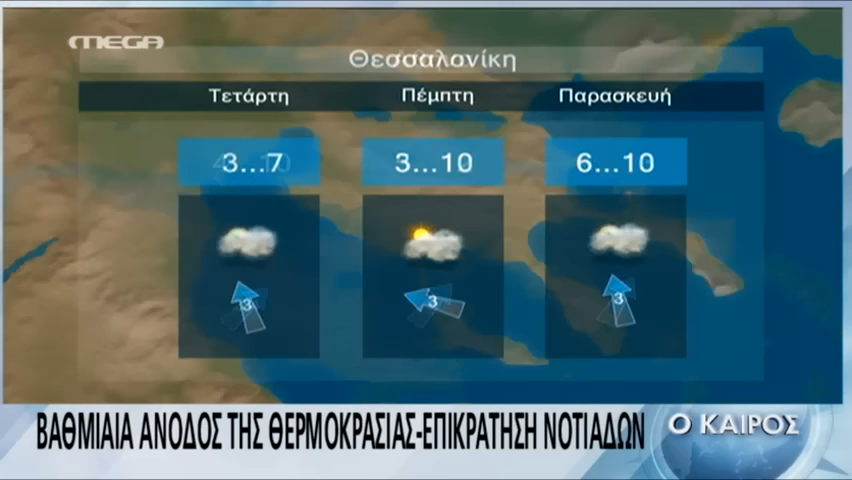 MEGA
Θεσσαλονίκη
Τετάρτη Πέμπτη Παρασκευή
3...7 3...10 6...10
3 3 3
ΒΑΘΜΙΑΙΑ ΑΝΟΔΟΣ ΤΗΣ ΘΕΡΜΟΚΡΑΣΙΑΣ-ΕΠΙΚΡΑΤΗΣΗ ΝΟΤΙΑΔΩΝ
Ο ΚΑΙΡΟΣ